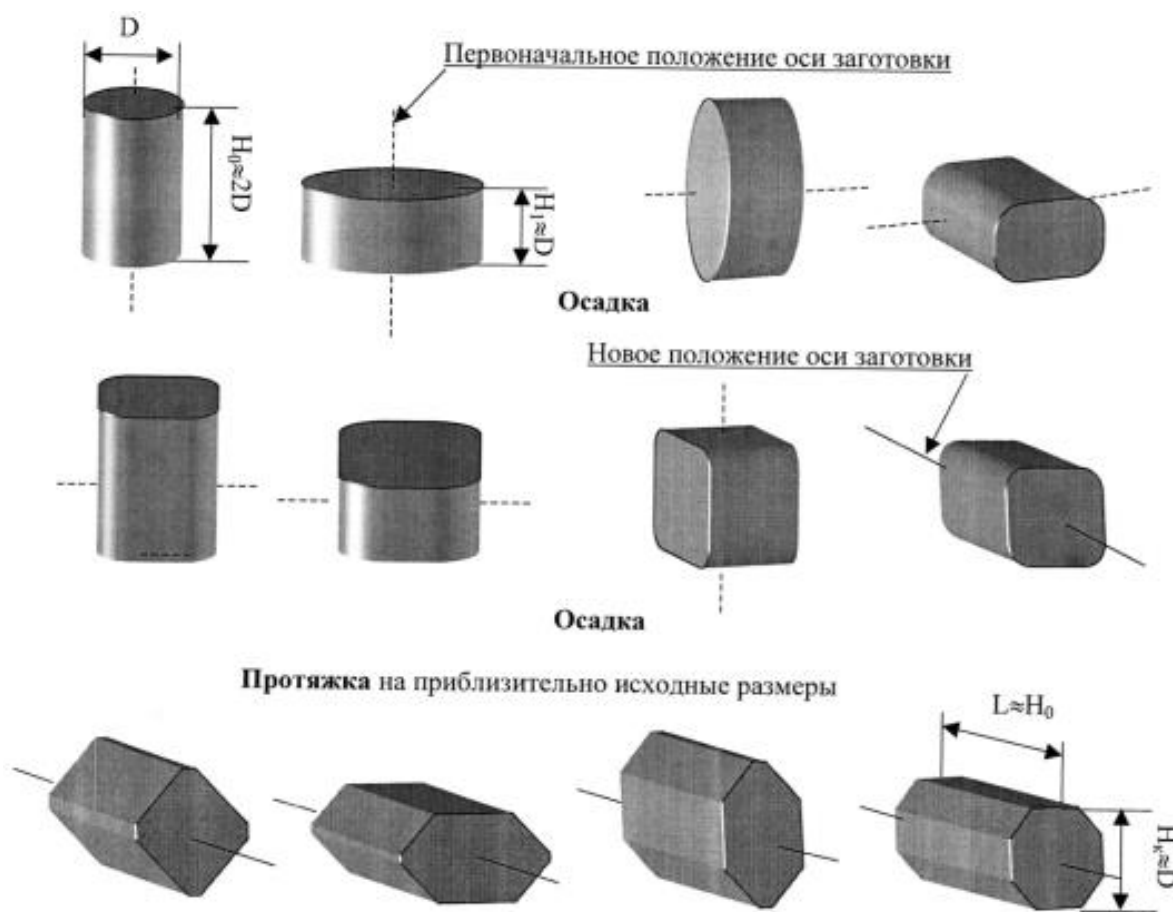 D
Первоначальное положение оси заготовки
H₀≈2D
H₁≈D
Осадка
Новое положение оси заготовки
Осадка
Протяжка на приблизительно исходные размеры
L≈H₀
Hₖ≈D